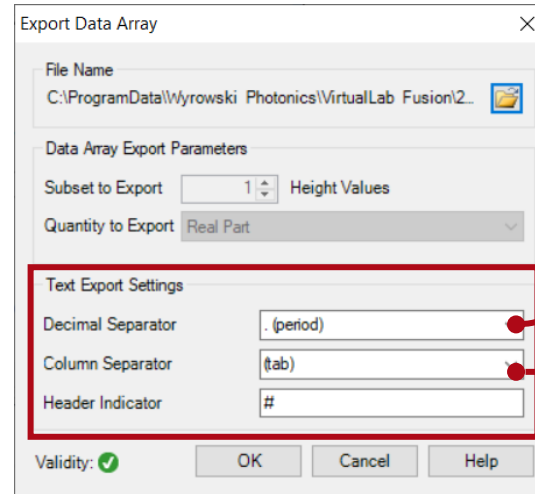 Export Data Array
File Name
C:\ProgramData\Wyrowski Photonics\VirtualLab Fusion\2...
Data Array Export Parameters
Subset to Export 1 Height Values
Quantity to Export Real Part
Text Export Settings
Decimal Separator . (period)
Column Separator (tab)
Header Indicator #
Validity: OK Cancel Help